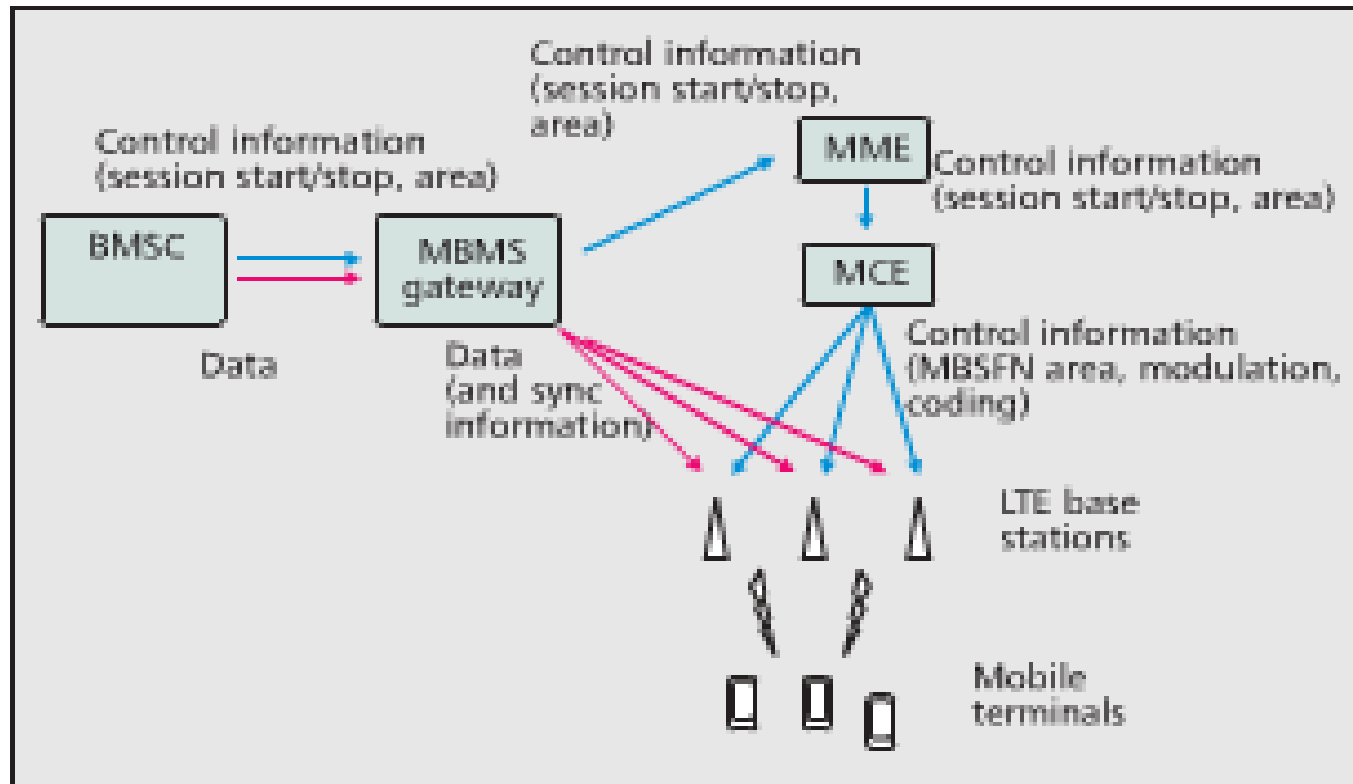 Control information
(session start/stop,
area)
Control information
(session start/stop, area)
MME
Control information
(session start/stop, area)
BMSC
MBMS
gateway
MCE
Data
Data
(and sync
information)
Control information
(MBSFN area, modulation,
coding)
LTE base
stations
Mobile
terminals